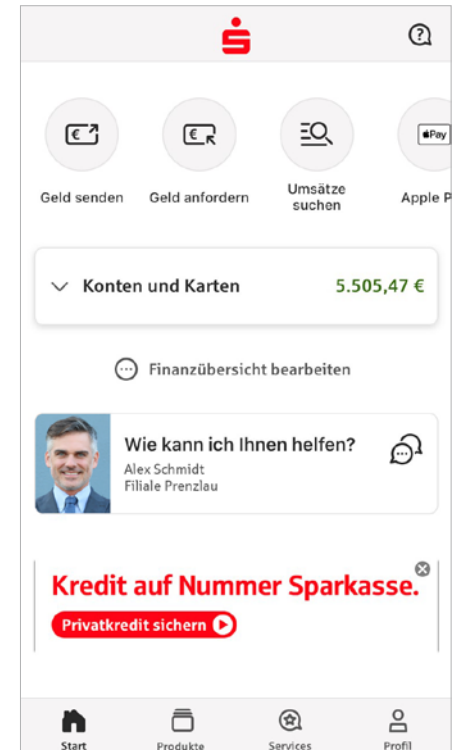 Geld senden
Geld anfordern
Umsätze
suchen
Pay
Apple P
Konten und Karten 5.505,47 €
Finanzübersicht bearbeiten
Wie kann ich Ihnen helfen?
Alex Schmidt
Filiale Prenzlau
Kredit auf Nummer Sparkasse.
Privatkredit sichern
Start
Produkte
Services
Profil